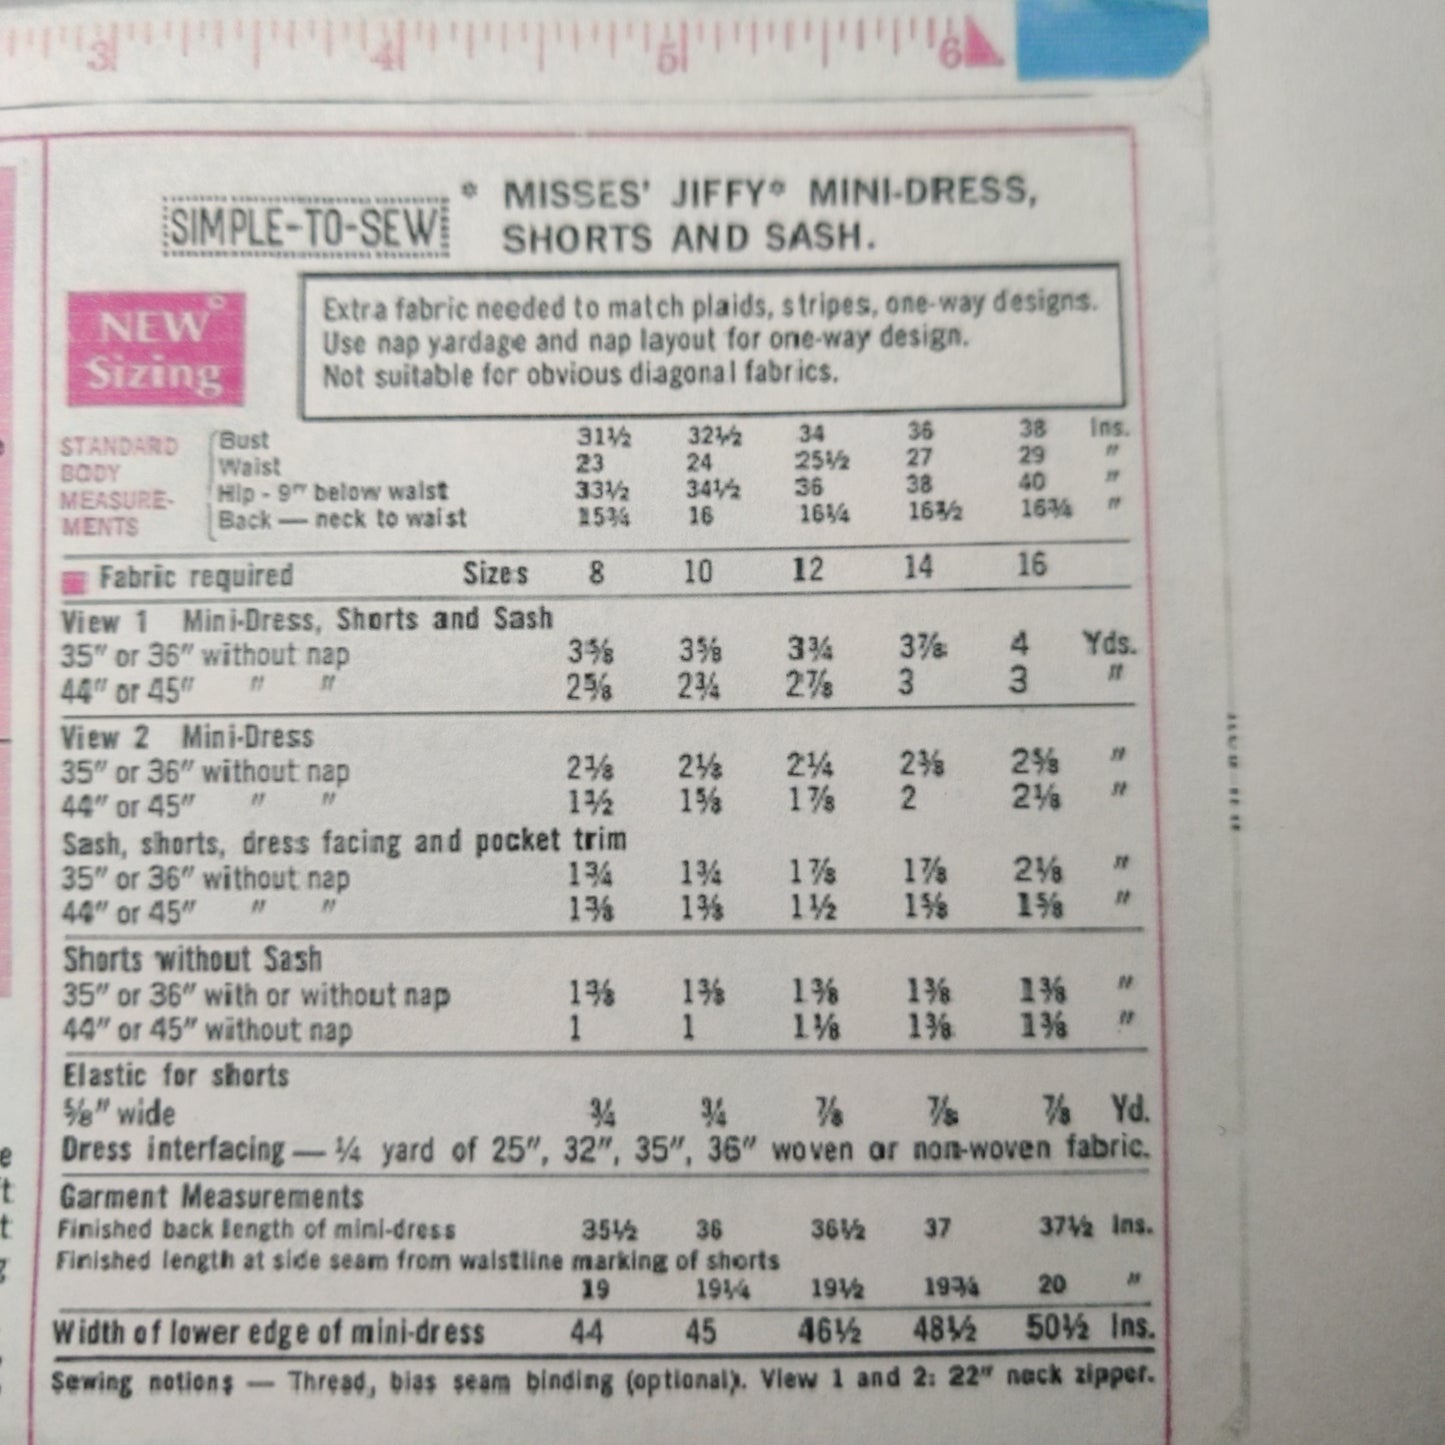 3 4 5 6
SIMPLE-TO-SEW * MISSES' JIFFY* MINI-DRESS,
SHORTS AND SASH.
NEW©
Sizing
Extra fabric needed to match plaids, stripes, one-way designs.
Use nap yardage and nap layout for one-way design.
Not suitable for obvious diagonal fabrics.
STANDARD BODY MEASURE- MENTS
Bust 31½ 32½ 34 36 38 Ins.
Waist 23 24 25½ 27 29 "
Hip - 9" below waist 33½ 34½ 36 38 40 "
Back — neck to waist 15¾ 16 16¼ 16½ 16¾ "
Fabric required Sizes 8 10 12 14 16
View 1 Mini-Dress, Shorts and Sash
35" or 36" without nap 3⅝ 3⅝ 3¾ 3⅞ 4 Yds.
44" or 45" " " 2⅝ 2¾ 2⅞ 3 3 "
View 2 Mini-Dress
35" or 36" without nap 2⅛ 2⅛ 2¼ 2⅜ 2⅝ "
44" or 45" " " 1½ 1⅝ 1⅞ 2 2⅛ "
Sash, shorts, dress facing and pocket trim
35" or 36" without nap 1¾ 1¾ 1⅞ 1⅞ 2⅛ "
44" or 45" " " 1⅜ 1⅜ 1½ 1⅝ 1⅝ "
Shorts without Sash
35" or 36" with or without nap 1⅜ 1⅜ 1⅜ 1⅜ 1⅜ "
44" or 45" without nap 1 1 1⅛ 1⅜ 1⅜ "
Elastic for shorts
⅝" wide ¾ ¾ ⅞ ⅞ ⅞ Yd.
Dress interfacing — ¼ yard of 25", 32", 35", 36" woven or non-woven fabric.
Garment Measurements
Finished back length of mini-dress 35½ 36 36½ 37 37½ Ins.
Finished length at side seam from waistline marking of shorts
19 19¼ 19½ 19¾ 20 "
Width of lower edge of mini-dress 44 45 46½ 48½ 50½ Ins.
Sewing notions — Thread, bias seam binding (optional). View 1 and 2: 22" neck zipper.